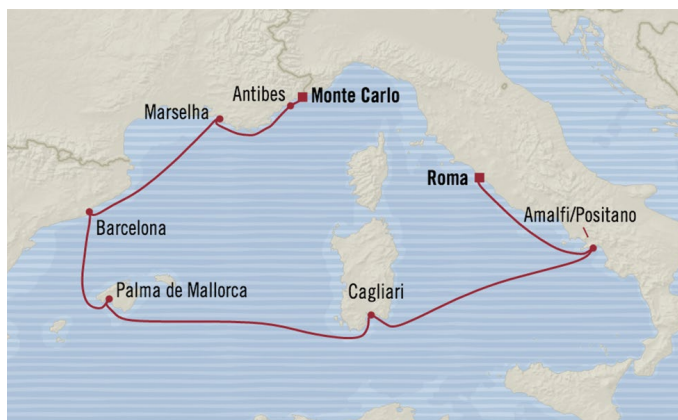 Antibes
Monte Carlo
Marselha
Roma
Amalfi/Positano
Barcelona
Palma de Mallorca
Cagliari